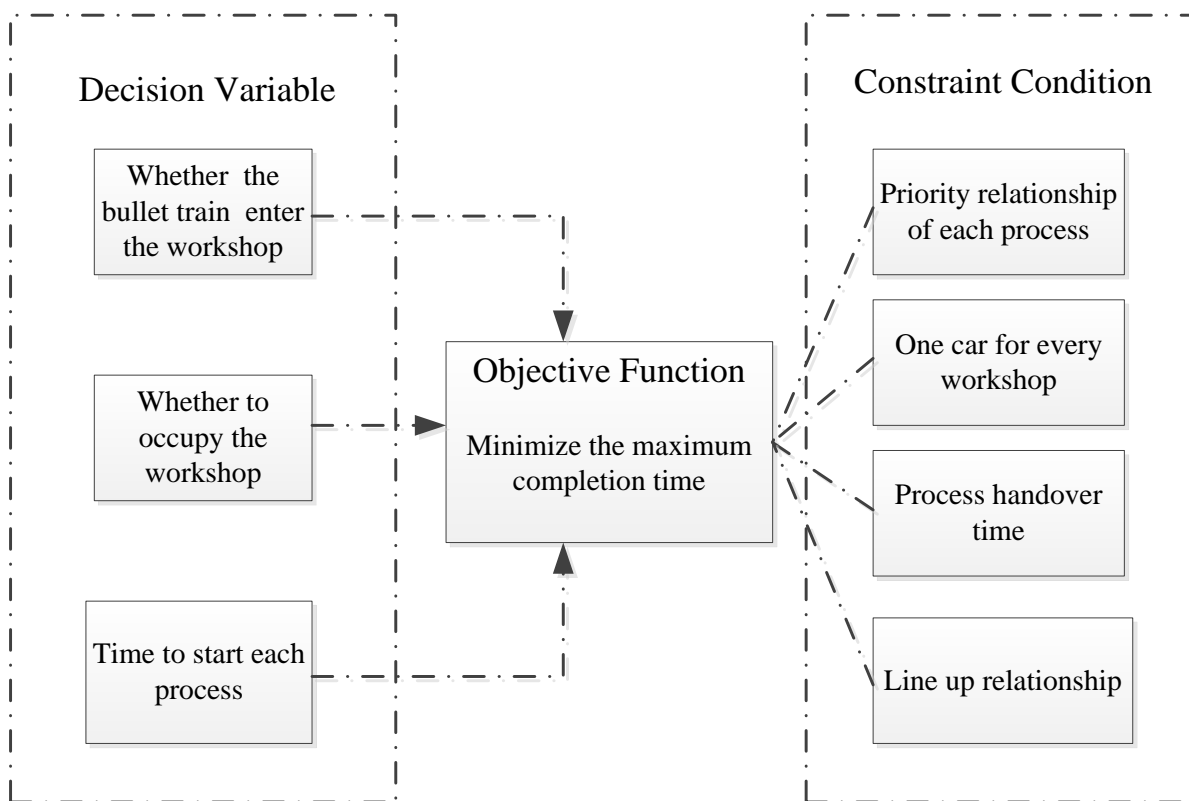 Decision Variable
Whether the
bullet train enter
the workshop
Whether to
occupy the
workshop
Time to start each
process
Objective Function
Minimize the maximum
completion time
Constraint Condition
Priority relationship
of each process
One car for every
workshop
Process handover
time
Line up relationship